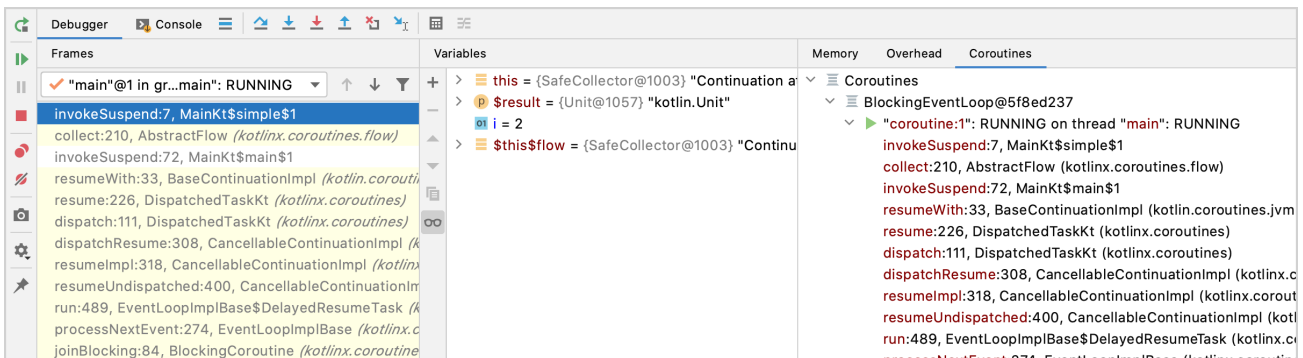 Debugger
Console
Frames
"main"@1 in gr...main": RUNNING
invokeSuspend:7, MainKt$simple$1
collect:210, AbstractFlow (kotlinx.coroutines.flow)
invokeSuspend:72, MainKt$main$1
resumeWith:33, BaseContinuationImpl (kotlin.corouti
resume:226, DispatchedTaskKt (kotlinx.coroutines)
dispatch:111, DispatchedTaskKt (kotlinx.coroutines)
dispatchResume:308, CancellableContinuationImpl (k
resumeImpl:318, CancellableContinuationImpl (kotlin
resumeUndispatched:400, CancellableContinuationIm
run:489, EventLoopImplBase$DelayedResumeTask (k
processNextEvent:274, EventLoopImplBase (kotlinx.c
joinBlocking:84, BlockingCoroutine (kotlinx.coroutine
Variables
this = {SafeCollector@1003} "Continuation at
p $result = {Unit@1057} "kotlin.Unit"
01 i = 2
$this$flow = {SafeCollector@1003} "Continu
Memory
Overhead
Coroutines
Coroutines
BlockingEventLoop@5f8ed237
"coroutine:1": RUNNING on thread "main": RUNNING
invokeSuspend:7, MainKt$simple$1
collect:210, AbstractFlow (kotlinx.coroutines.flow)
invokeSuspend:72, MainKt$main$1
resumeWith:33, BaseContinuationImpl (kotlin.coroutines.jvm
resume:226, DispatchedTaskKt (kotlinx.coroutines)
dispatch:111, DispatchedTaskKt (kotlinx.coroutines)
dispatchResume:308, CancellableContinuationImpl (kotlinx.c
resumeImpl:318, CancellableContinuationImpl (kotlinx.corout
resumeUndispatched:400, CancellableContinuationImpl (kotl
run:489, EventLoopImplBase$DelayedResumeTask (kotlinx.c